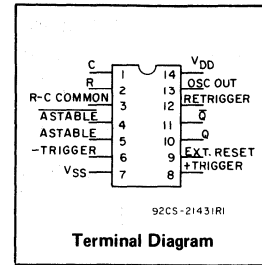 C 1 14 VDD
R 2 13 OSC OUT
R-C COMMON 3 12 RETRIGGER
ASTABLE 4 11 Q
ASTABLE 5 10 Q
-TRIGGER 6 9 EXT. RESET
VSS 7 8 +TRIGGER
92CS-21431R1
Terminal Diagram